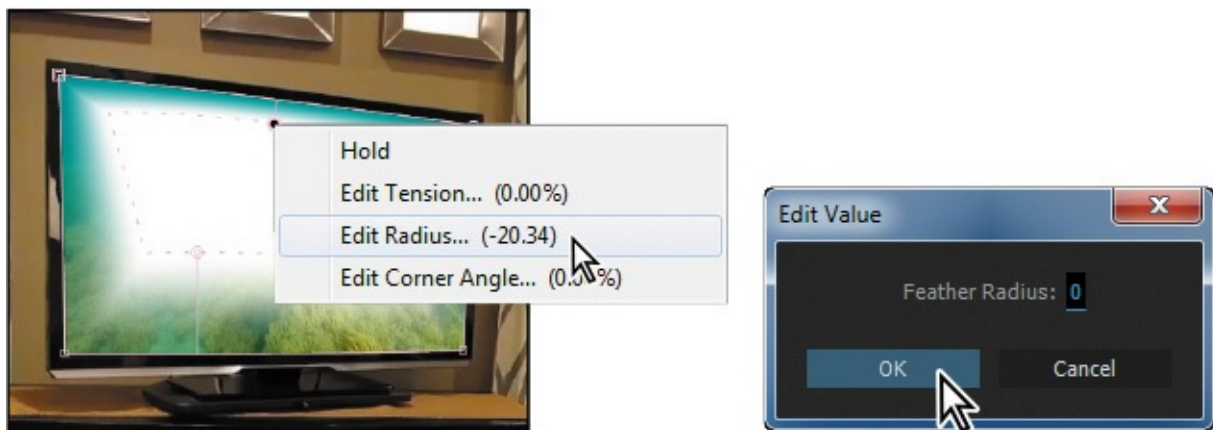 Hold
Edit Tension... (0.00%)
Edit Radius... (-20.34)
Edit Corner Angle... (0.0 %)
Edit Value
Feather Radius: 0
OK
Cancel